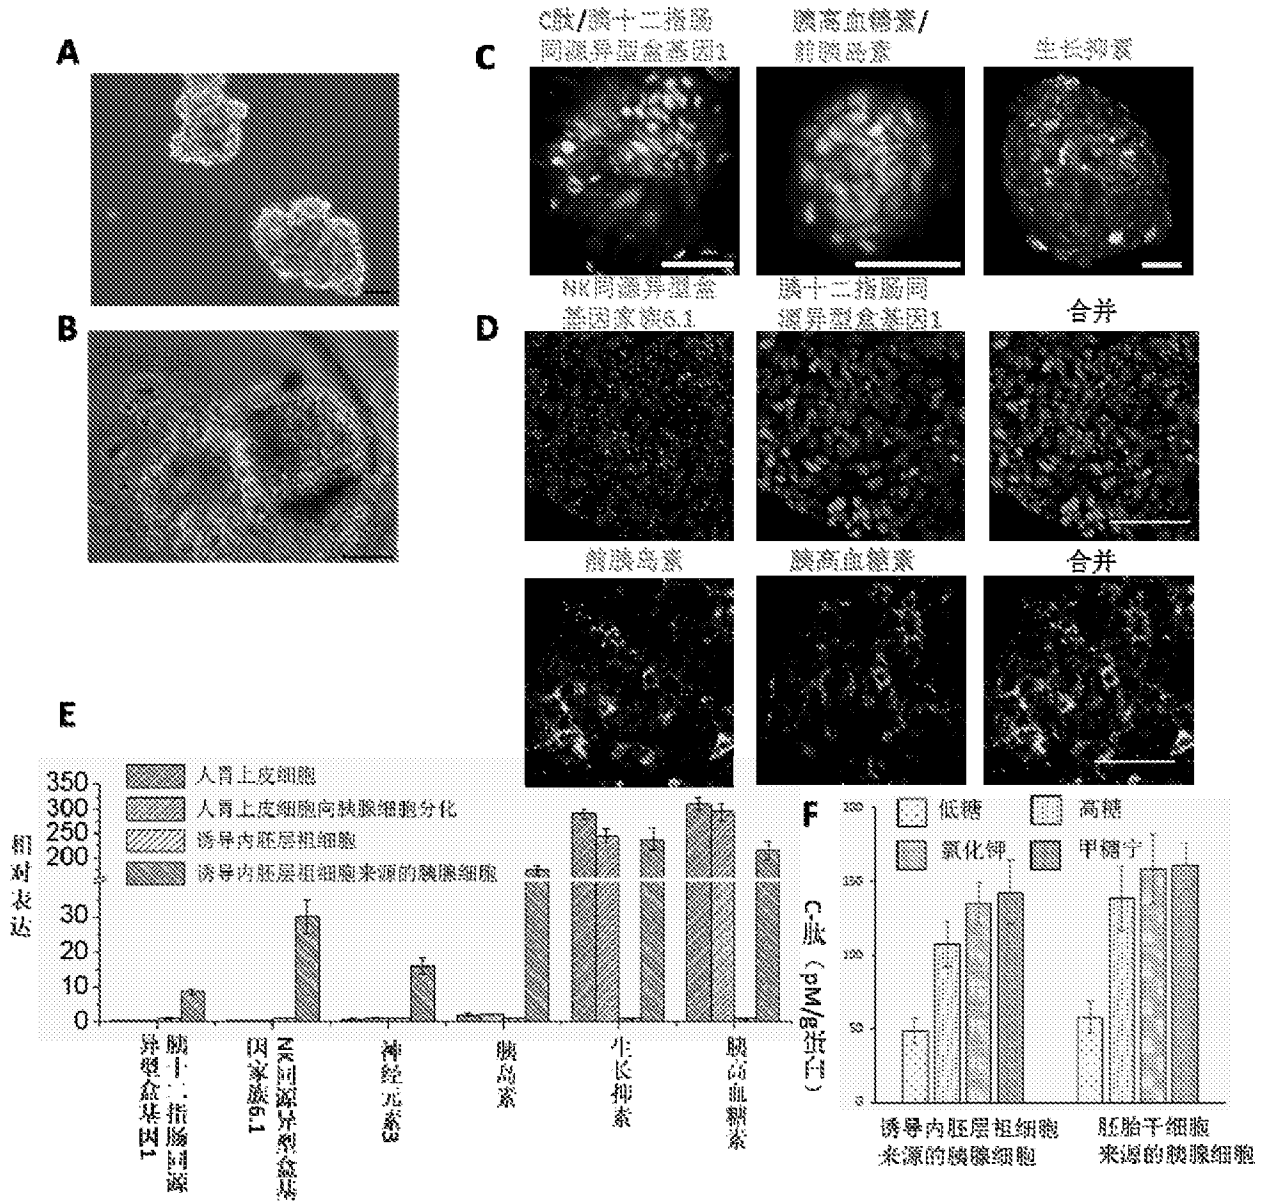 A
B
C
C肽/胰十二指肠
同源异型盒基因1
胰高血糖素/
前胰岛素
生长抑素
D
NK同源异型盒
基因家族6.1
胰十二指肠同
源异型盒基因1
合并
前胰岛素
胰高血糖素
合并
E
相对表达
350
300
250
200
30
20
10
0
人胃上皮细胞
人胃上皮细胞向胰腺细胞分化
诱导内胚层祖细胞
诱导内胚层祖细胞来源的胰腺细胞
胰十二指肠同源
异型盒基因1
NK同源异型盒基
因家族6.1
神经元素3
胰岛素
生长抑素
胰高血糖素
F
C-肽（pM/g蛋白）
150
100
50
0
低糖
高糖
氯化钾
甲糖宁
诱导内胚层祖细胞
来源的胰腺细胞
胚胎干细胞
来源的胰腺细胞